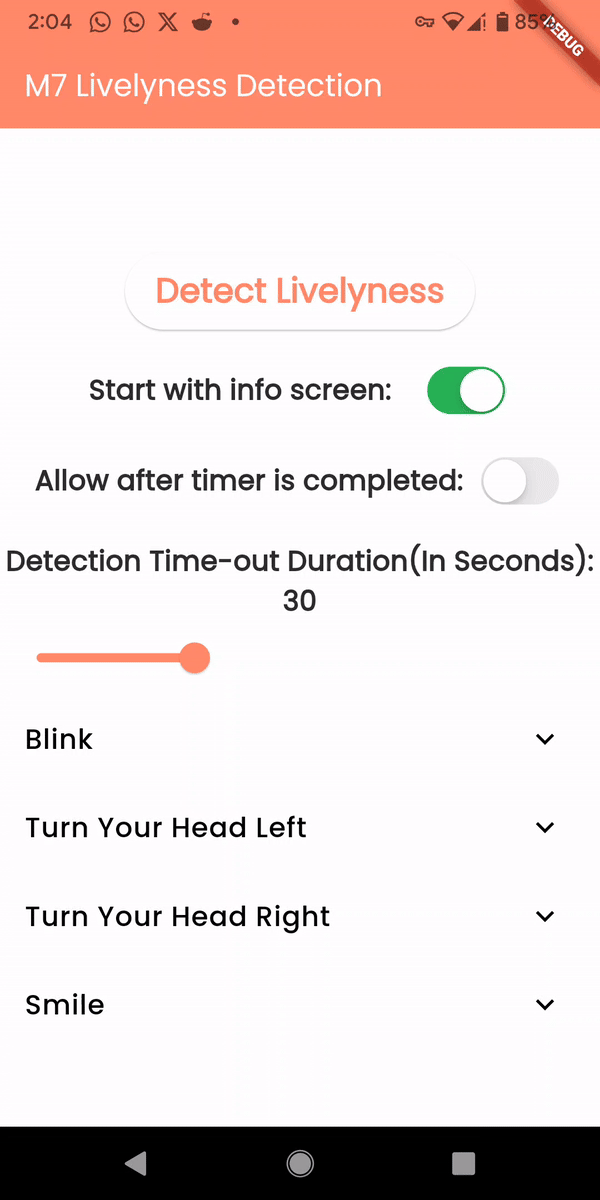 2:04
85%
DEBUG
M7 Livelyness Detection
Detect Livelyness
Start with info screen:
Allow after timer is completed:
Detection Time-out Duration(In Seconds):
30
Blink
Turn Your Head Left
Turn Your Head Right
Smile